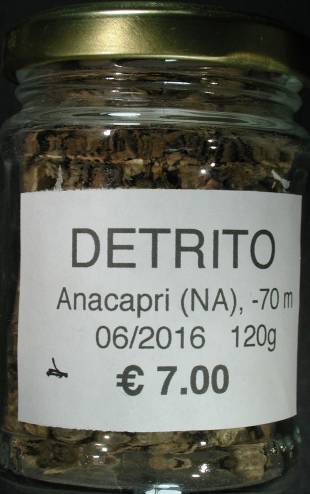 DETRITO
Anacapri (NA), -70 m
06/2016 120g
€ 7.00